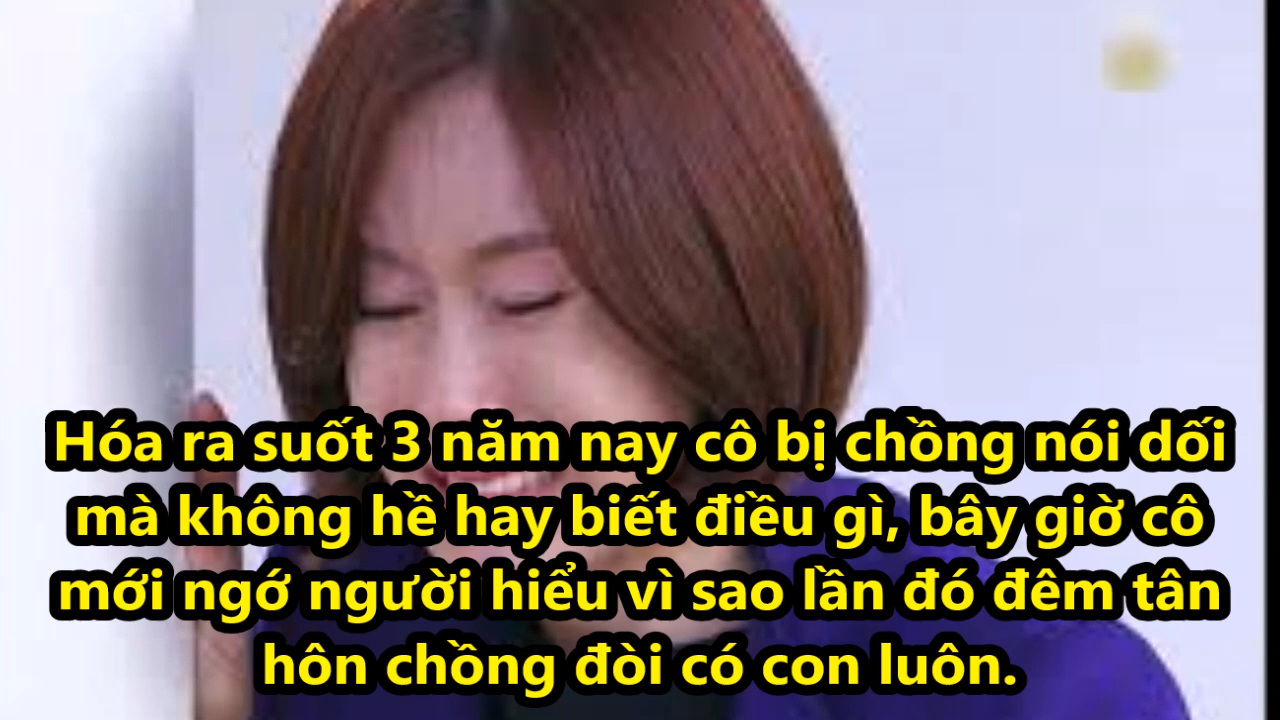 Hóa ra suốt 3 năm nay cô bị chồng nói dối
mà không hề hay biết điều gì, bây giờ cô
mới ngớ người hiểu vì sao lần đó đêm tân
hôn chồng đòi có con luôn.